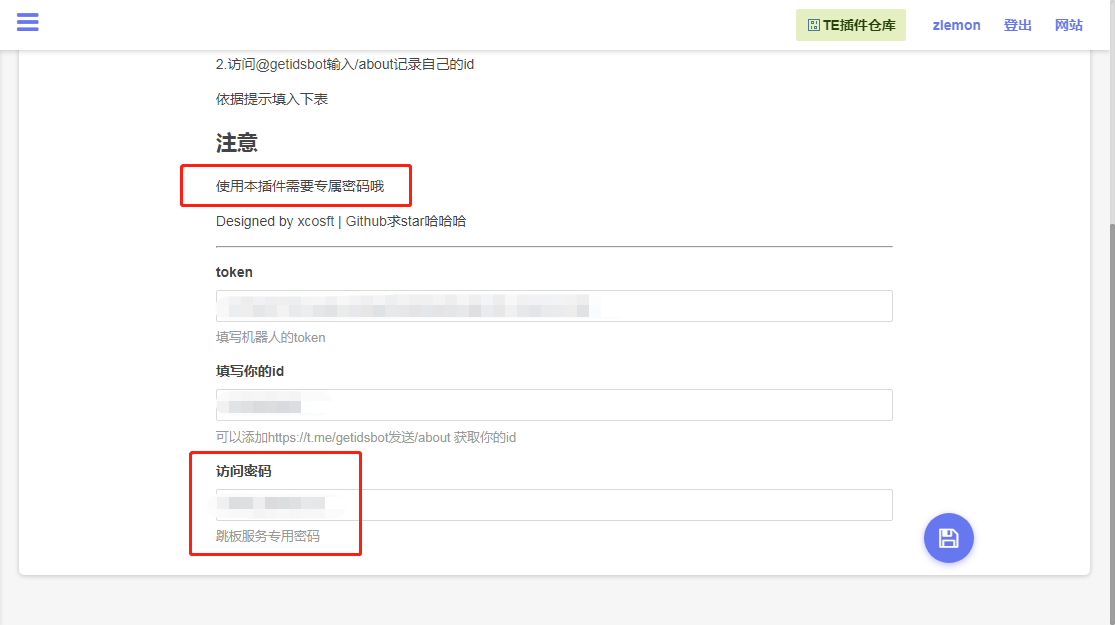 TE插件仓库 zlemon 登出 网站
2.访问@getidsbot输入/about记录自己的id
依据提示填入下表
注意
使用本插件需要专属密码哦
Designed by xcosft | Github求star哈哈哈
token
填写机器人的token
填写你的id
可以添加https://t.me/getidsbot发送/about 获取你的id
访问密码
跳板服务专用密码